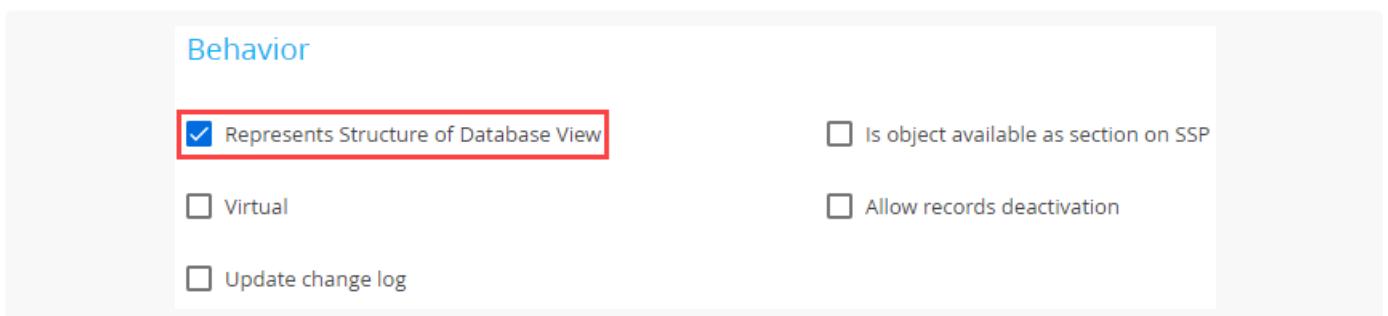 Behavior
Represents Structure of Database View
Is object available as section on SSP
Virtual
Allow records deactivation
Update change log